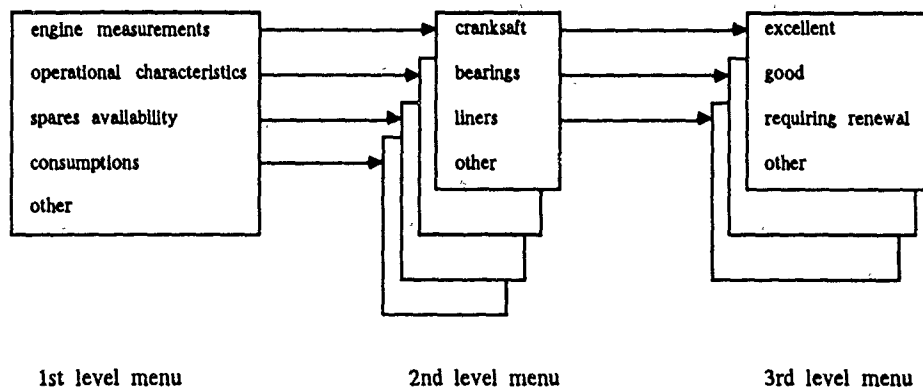 engine measurements
operational characteristics
spares availability
consumptions
other
cranksaft
bearings
liners
other
excellent
good
requiring renewal
other
1st level menu
2nd level menu
3rd level menu